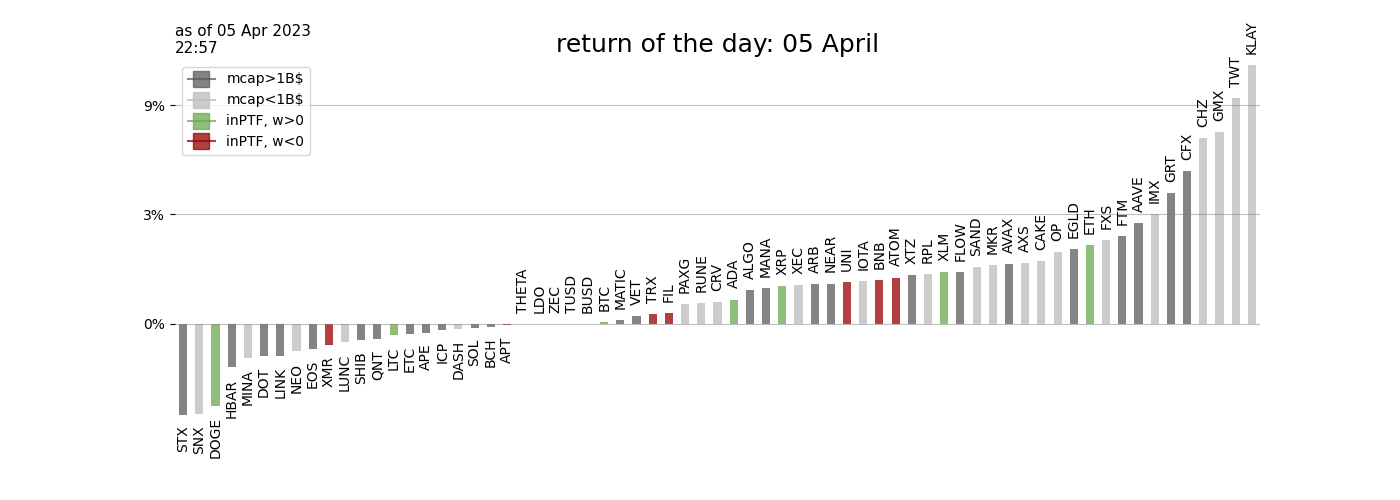 as of 05 Apr 2023
22:57
return of the day: 05 April
mcap>1B$
mcap<1B$
inPTF, w>0
inPTF, w<0
9%
3%
0%
STX
SNX
DOGE
HBAR
MINA
DOT
LINK
NEO
EOS
XMR
LUNC
SHIB
QNT
LTC
ETC
APE
ICP
DASH
SOL
BCH
APT
THETA
LDO
ZEC
TUSD
BUSD
BTC
MATIC
VET
TRX
FIL
PAXG
RUNE
CRV
ADA
ALGO
MANA
XRP
XEC
ARB
NEAR
UNI
IOTA
BNB
ATOM
XTZ
RPL
XLM
FLOW
SAND
MKR
AVAX
AXS
CAKE
OP
EGLD
ETH
FXS
FTM
AAVE
IMX
GRT
CFX
CHZ
GMX
TWT
KLAY